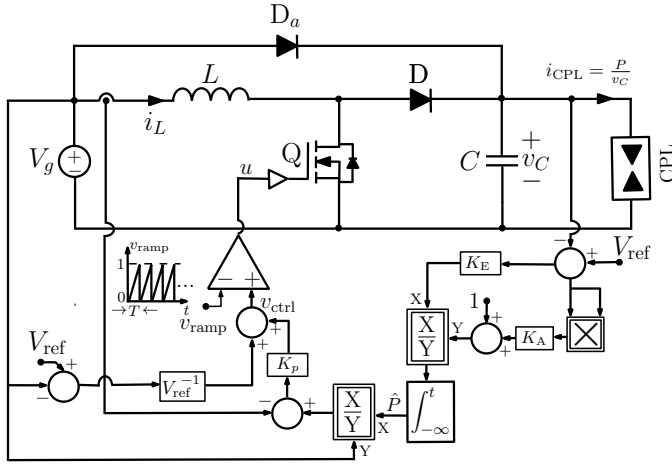 D_a
i_CPL = P/v_C
L
D
i_L
V_g
+
−
Q
u
C
+
v_C
−
CPL
v_ramp
1
0
...
→T←
t
−
+
v_ramp
v_ctrl
+
+
−
+
V_ref
K_E
X
X/Y
Y
1
+
+
K_A
×
V_ref
+
−
V_ref^−1
K_p
−
+
X/Y
X
Y
P̂
∫_−∞^t